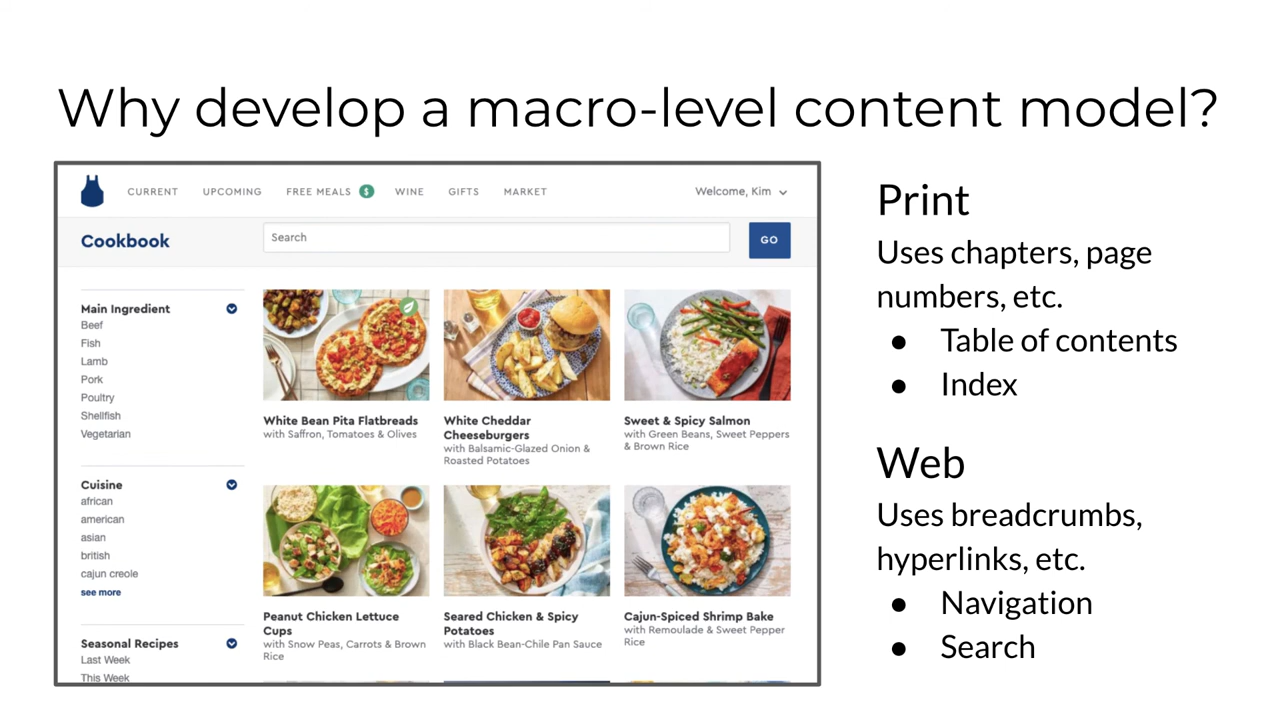 Why develop a macro-level content model?
CURRENT UPCOMING FREE MEALS $ WINE GIFTS MARKET Welcome, Kim
Cookbook
Search
GO
Main Ingredient
Beef
Fish
Lamb
Pork
Poultry
Shellfish
Vegetarian
Cuisine
african
american
asian
british
cajun creole
see more
Seasonal Recipes
Last Week
This Week
White Bean Pita Flatbreads
with Saffron, Tomatoes & Olives
White Cheddar
Cheeseburgers
with Balsamic-Glazed Onion &
Roasted Potatoes
Sweet & Spicy Salmon
with Green Beans, Sweet Peppers
& Brown Rice
Peanut Chicken Lettuce
Cups
with Snow Peas, Carrots & Brown
Rice
Seared Chicken & Spicy
Potatoes
with Black Bean-Chile Pan Sauce
Cajun-Spiced Shrimp Bake
with Remoulade & Sweet Pepper
Rice
Print
Uses chapters, page
numbers, etc.
● Table of contents
● Index
Web
Uses breadcrumbs,
hyperlinks, etc.
● Navigation
● Search